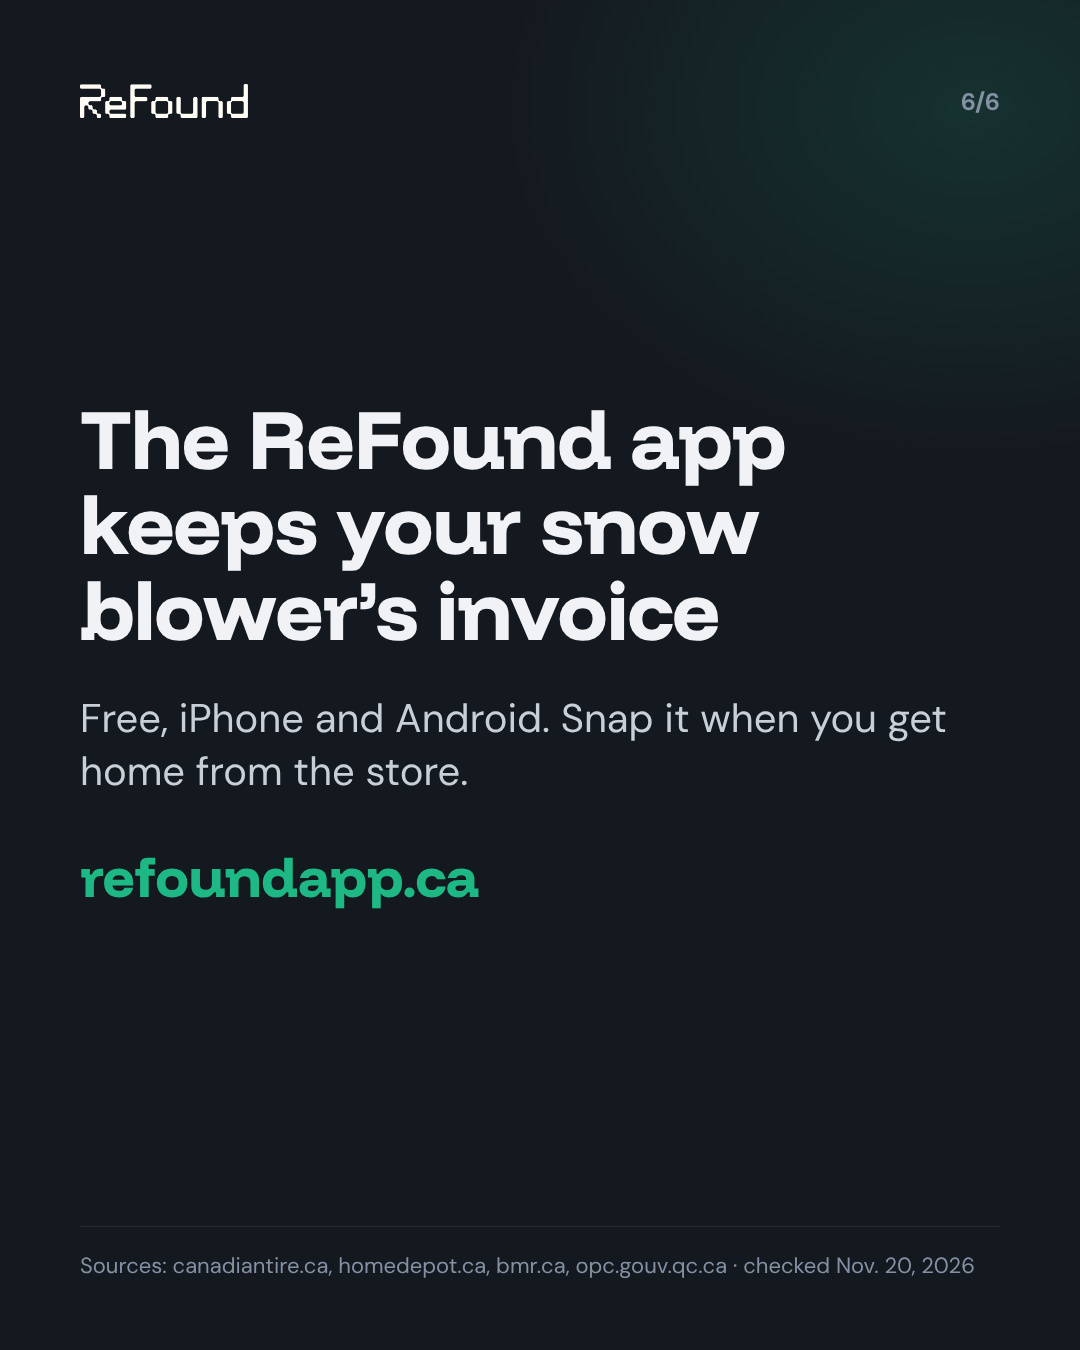 ReFound
6/6
The ReFound app
keeps your snow
blower’s invoice
Free, iPhone and Android. Snap it when you get
home from the store.
refoundapp.ca
Sources: canadiantire.ca, homedepot.ca, bmr.ca, opc.gouv.qc.ca · checked Nov. 20, 2026